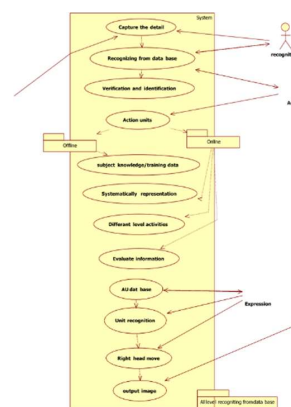 System
Capture the detail
recognit
Recognizing from data base
Verification and identification
A
Action units
Offline
Online
subject knowledge/training data
Systematically representation
Differant level activities
Evaluate information
AU dat base
Expression
Unit recognition
Right head move
output image
All level recogniting from data base